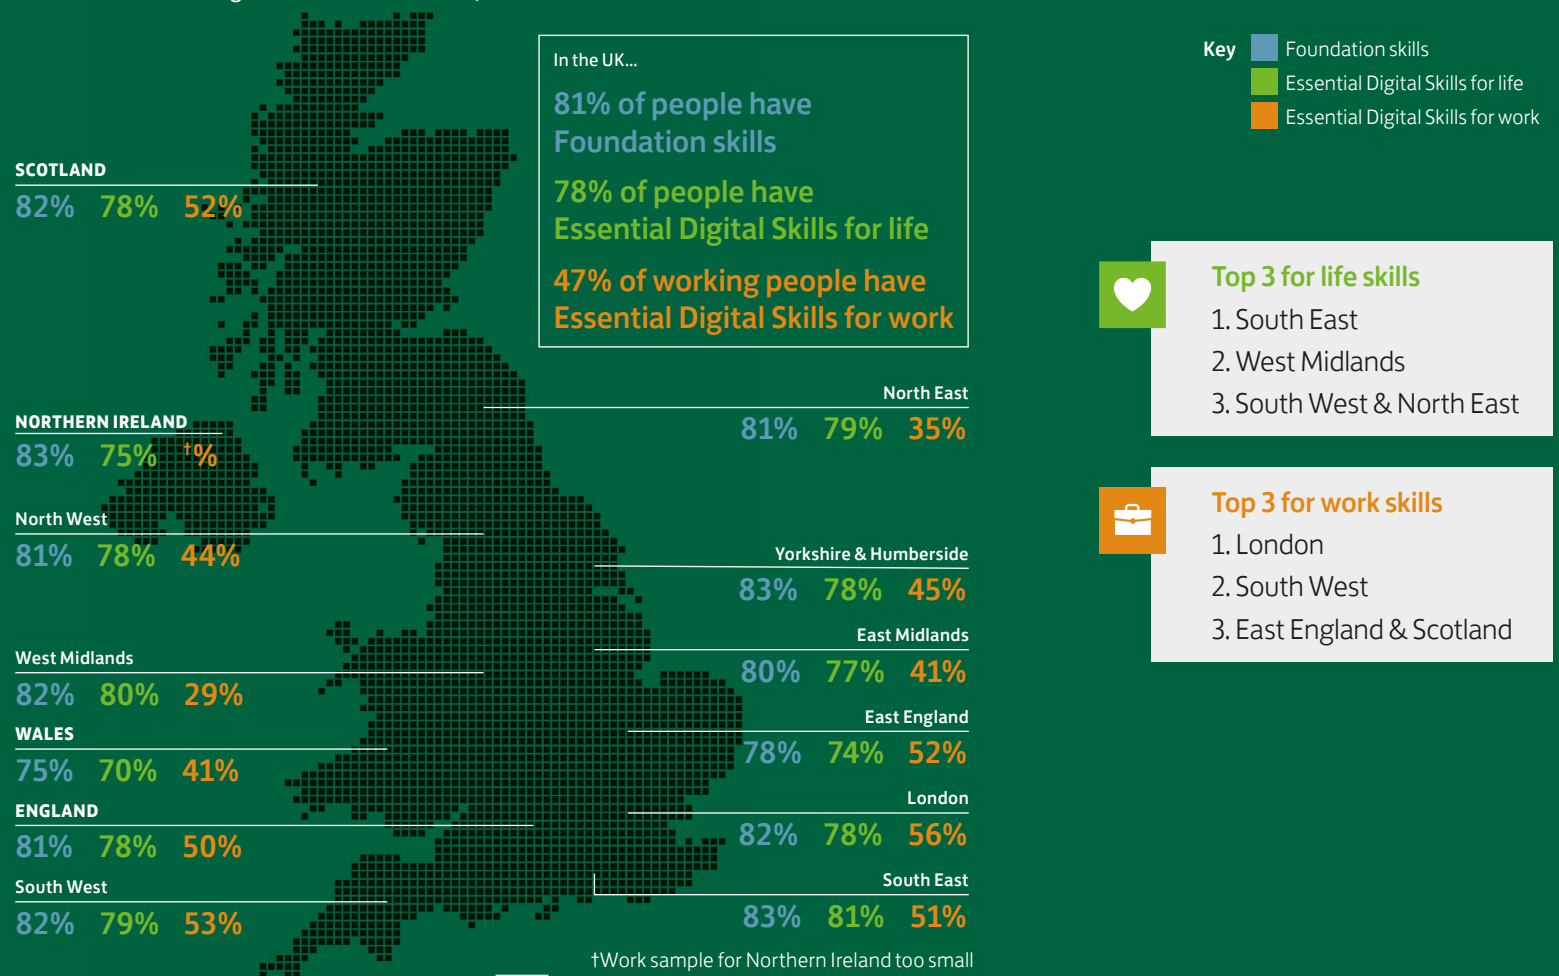 In the UK...
81% of people have
Foundation skills
78% of people have
Essential Digital Skills for life
47% of working people have
Essential Digital Skills for work
Key
Foundation skills
Essential Digital Skills for life
Essential Digital Skills for work
SCOTLAND
82% 78% 52%
NORTHERN IRELAND
83% 75% †%
North West
81% 78% 44%
West Midlands
82% 80% 29%
WALES
75% 70% 41%
ENGLAND
81% 78% 50%
South West
82% 79% 53%
North East
81% 79% 35%
Yorkshire & Humberside
83% 78% 45%
East Midlands
80% 77% 41%
East England
78% 74% 52%
London
82% 78% 56%
South East
83% 81% 51%
†Work sample for Northern Ireland too small
Top 3 for life skills
1. South East
2. West Midlands
3. South West & North East
Top 3 for work skills
1. London
2. South West
3. East England & Scotland